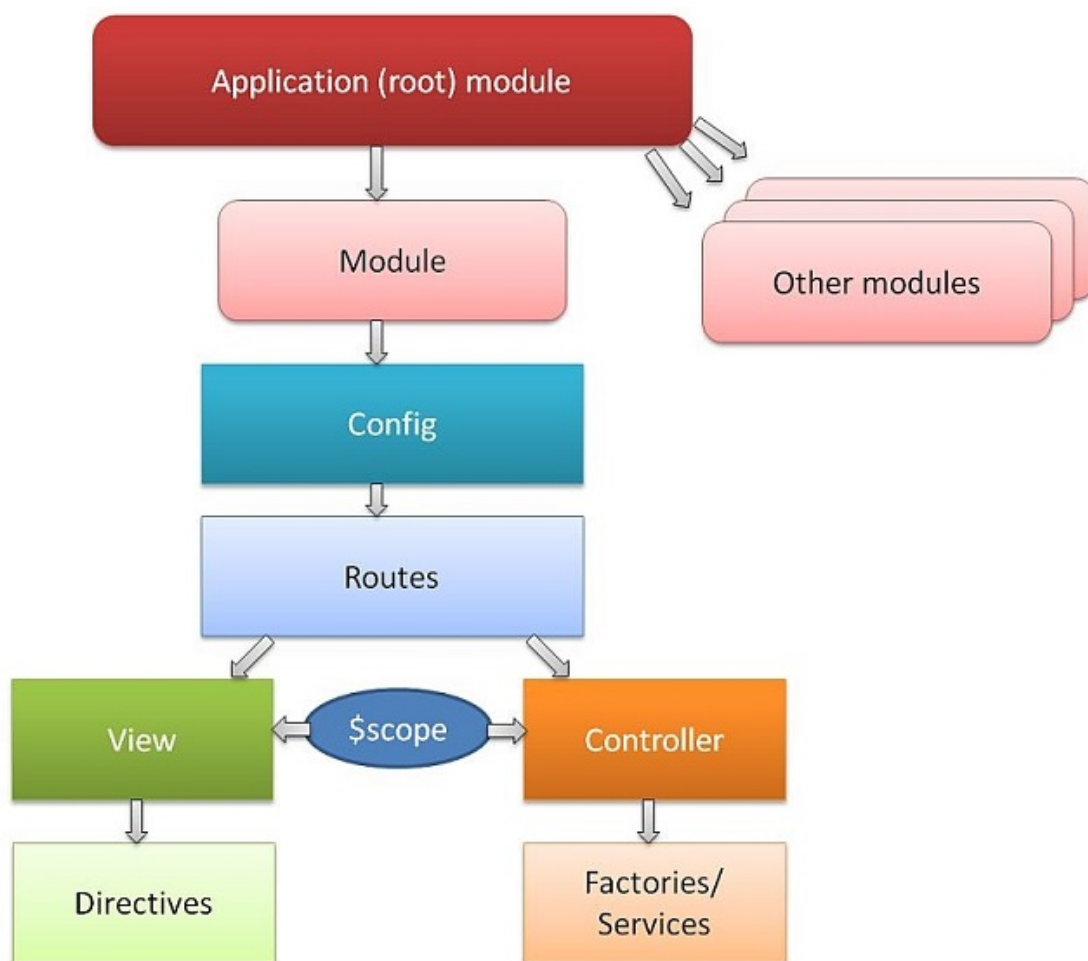 Application (root) module
Module
Other modules
Config
Routes
View
$scope
Controller
Directives
Factories/
Services